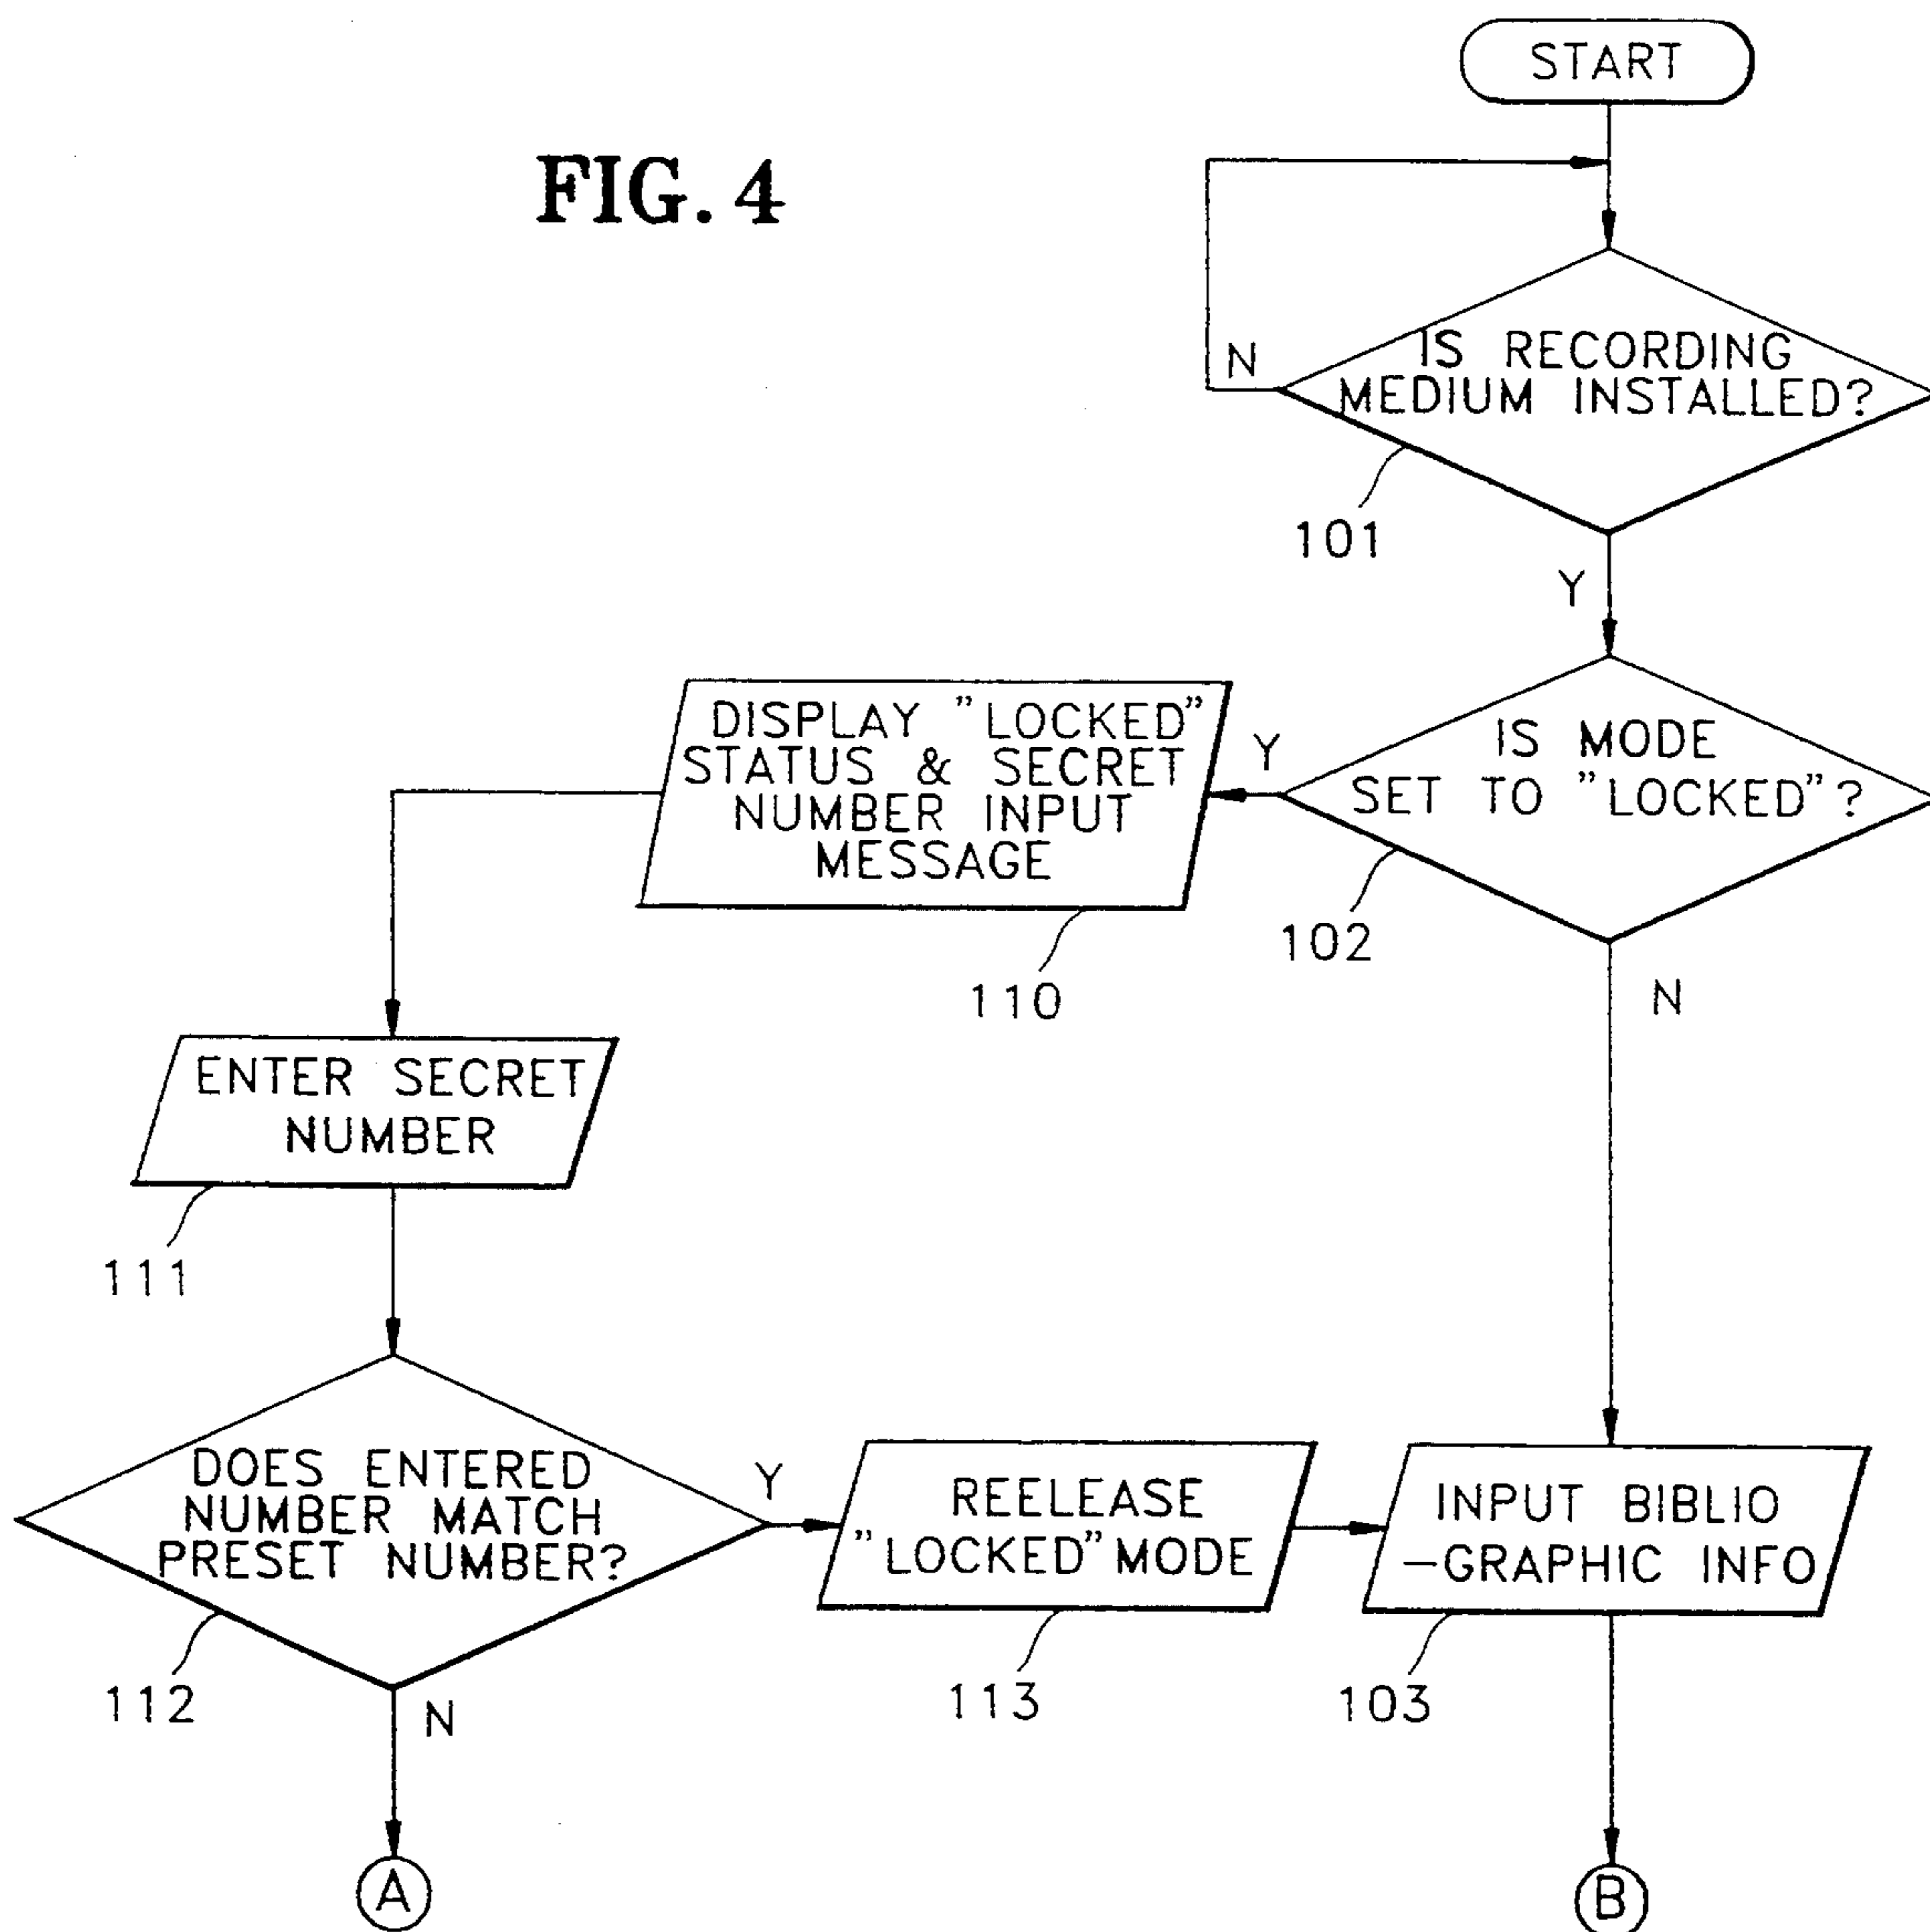 START
FIG. 4
IS RECORDING
MEDIUM INSTALLED?
N
101
Y
IS MODE
SET TO "LOCKED"?
Y
102
N
DISPLAY "LOCKED"
STATUS & SECRET
NUMBER INPUT
MESSAGE
110
ENTER SECRET
NUMBER
111
DOES ENTERED
NUMBER MATCH
PRESET NUMBER?
Y
112
N
REELEASE
"LOCKED" MODE
113
INPUT BIBLIO
-GRAPHIC INFO
103
A
B